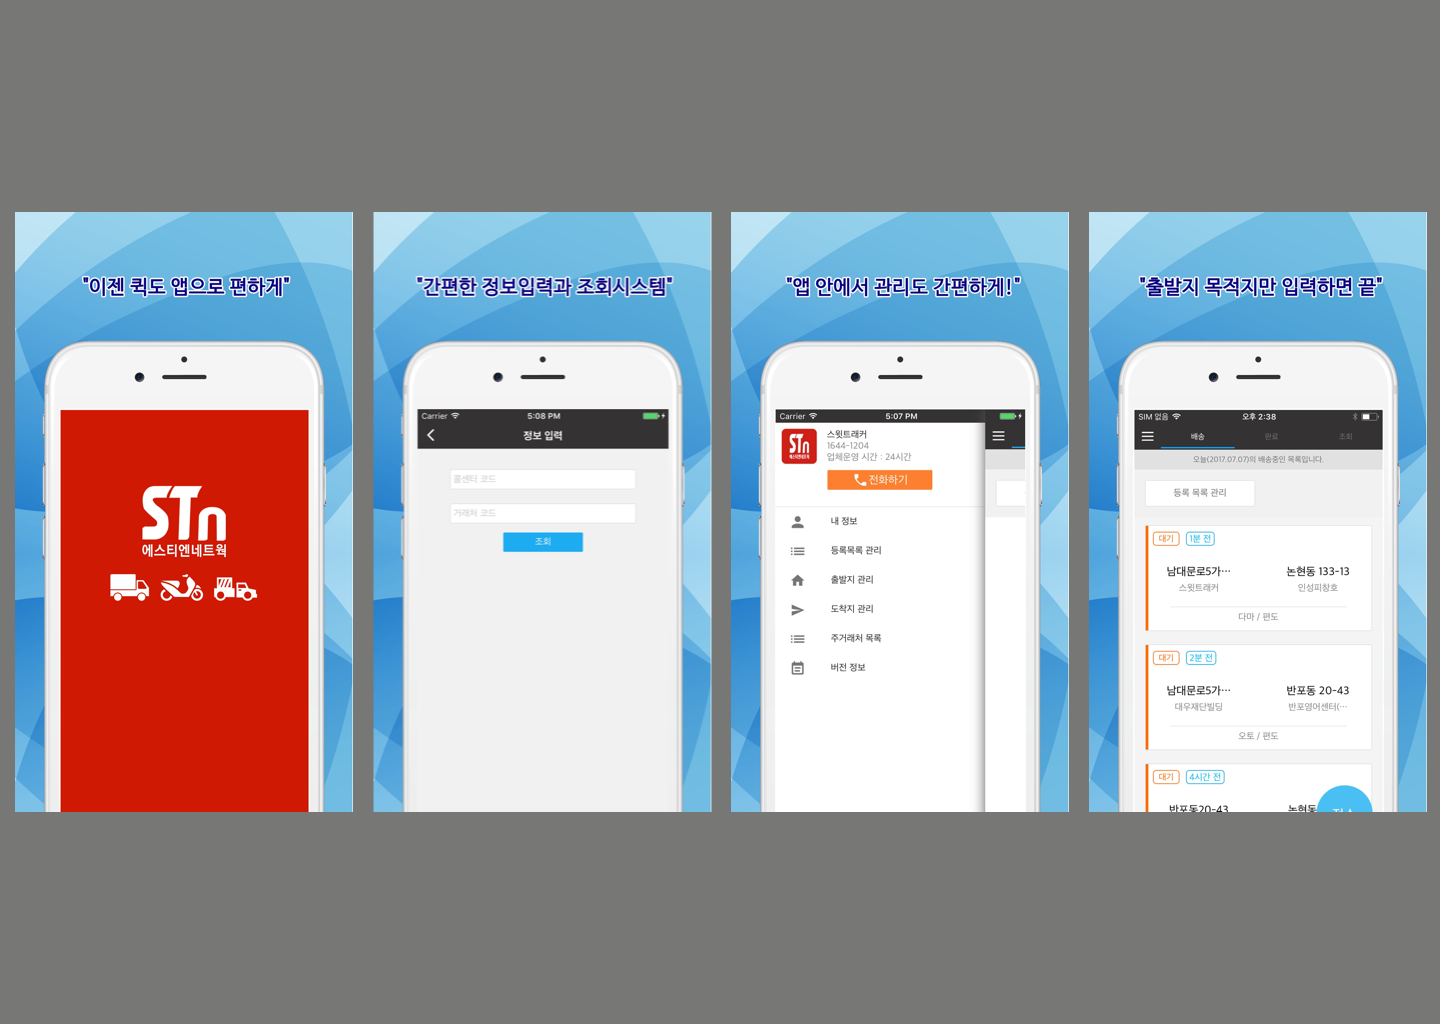 "이젠 퀵도 앱으로 편하게"
STn
에스티엔네트웍
"간편한 정보입력과 조회시스템"
Carrier 5:08 PM
정보 입력
콜센터 코드
거래처 코드
조회
"앱 안에서 관리도 간편하게!"
Carrier 5:07 PM
STn
에스티엔네트웍
스윗트래커
1644-1204
업체운영 시간 : 24시간
전화하기
내 정보
등록목록 관리
출발지 관리
도착지 관리
주거래처 목록
버전 정보
"출발지 목적지만 입력하면 끝"
SIM 없음 오후 2:38
배송 완료 조회
오늘(2017.07.07)의 배송중인 목록입니다.
등록 목록 관리
대기 1분 전
남대문로5가… 논현동 133-13
스윗트래커 인성피창호
다마 / 편도
대기 2분 전
남대문로5가… 반포동 20-43
대우재단빌딩 반포영어센터(…
오토 / 편도
대기 4시간 전
반포동20-43 논현동